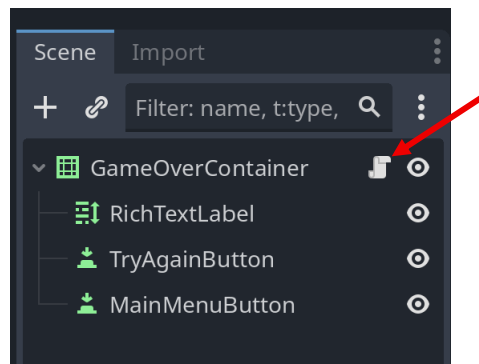 Scene Import
Filter: name, t:type,
GameOverContainer
RichTextLabel
TryAgainButton
MainMenuButton